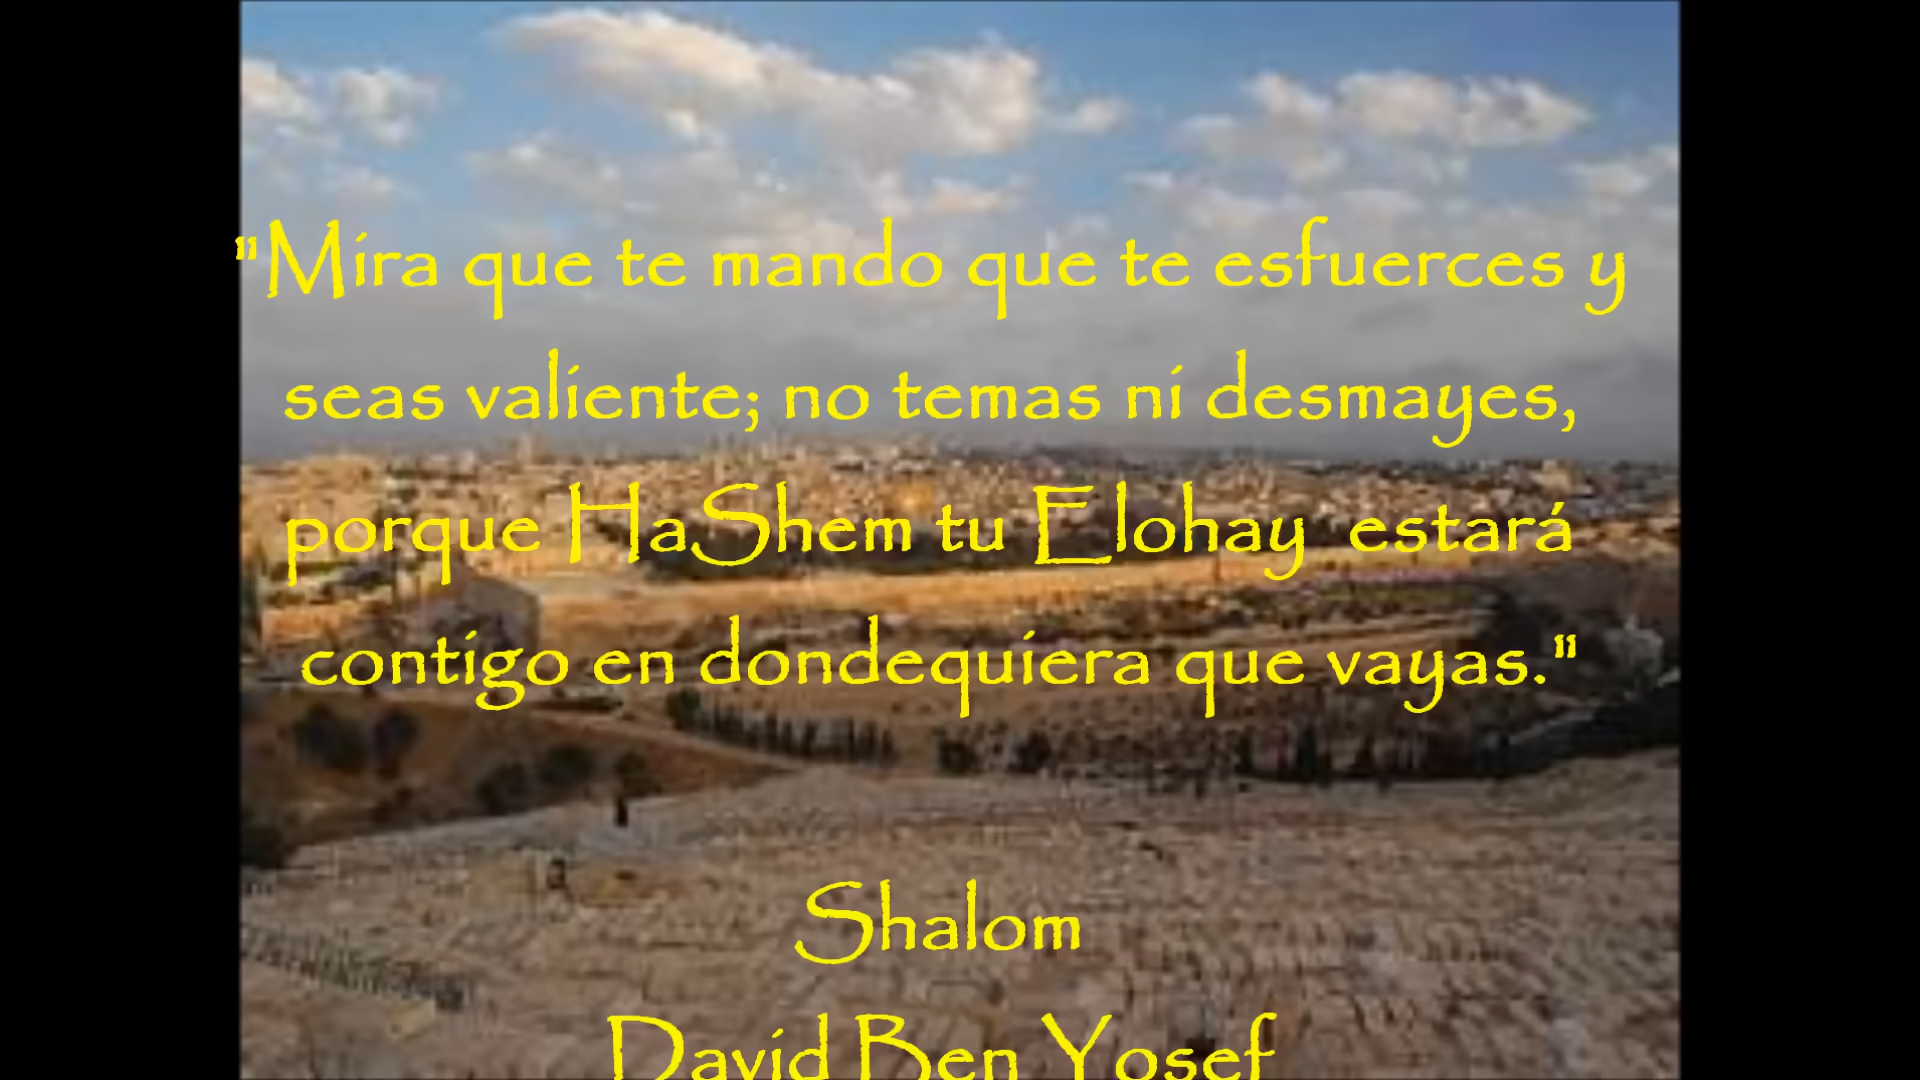 "Mira que te mando que te esfuerces y
seas valiente; no temas ni desmayes,
porque HaShem tu Elohay estará
contigo en dondequiera que vayas."
Shalom
David Ben Yosef